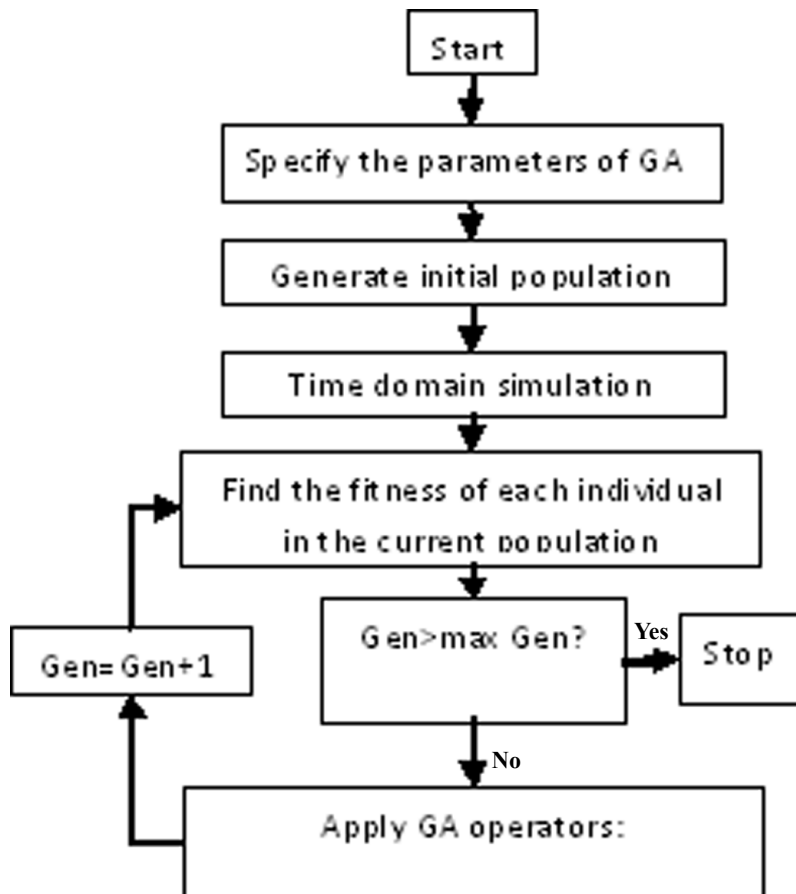 Start
Specify the parameters of GA
Generate initial population
Time domain simulation
Find the fitness of each individual
in the current population
Gen>max Gen?
Yes
Stop
Gen=Gen+1
No
Apply GA operators: